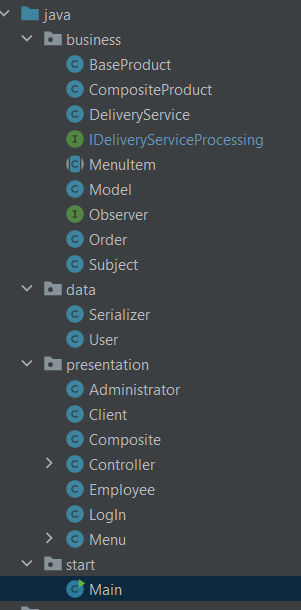 java
business
BaseProduct
CompositeProduct
DeliveryService
IDeliveryServiceProcessing
MenuItem
Model
Observer
Order
Subject
data
Serializer
User
presentation
Administrator
Client
Composite
Controller
Employee
LogIn
Menu
start
Main